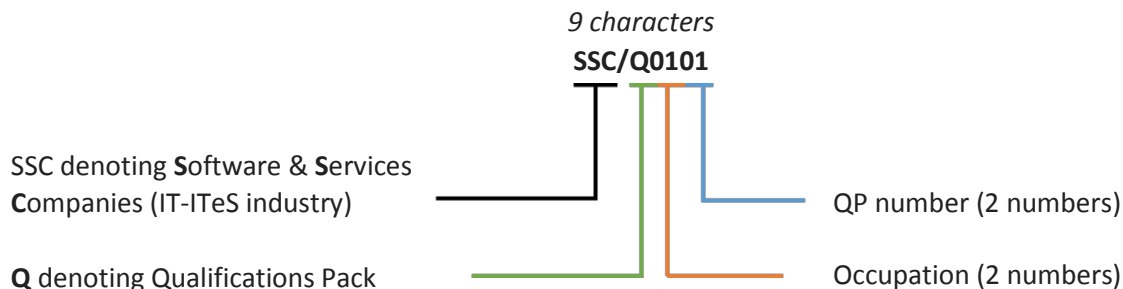 9 characters
SSC/Q0101
SSC denoting Software & Services
Companies (IT-ITeS industry)
QP number (2 numbers)
Q denoting Qualifications Pack
Occupation (2 numbers)